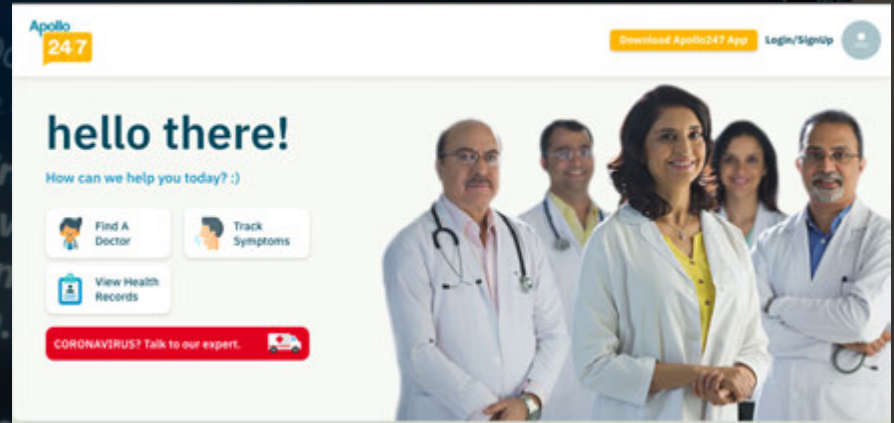 Apollo
24·7
Download Apollo247 App
Login/SignUp
hello there!
How can we help you today? :)
Find A
Doctor
Track
Symptoms
View Health
Records
CORONAVIRUS? Talk to our expert.